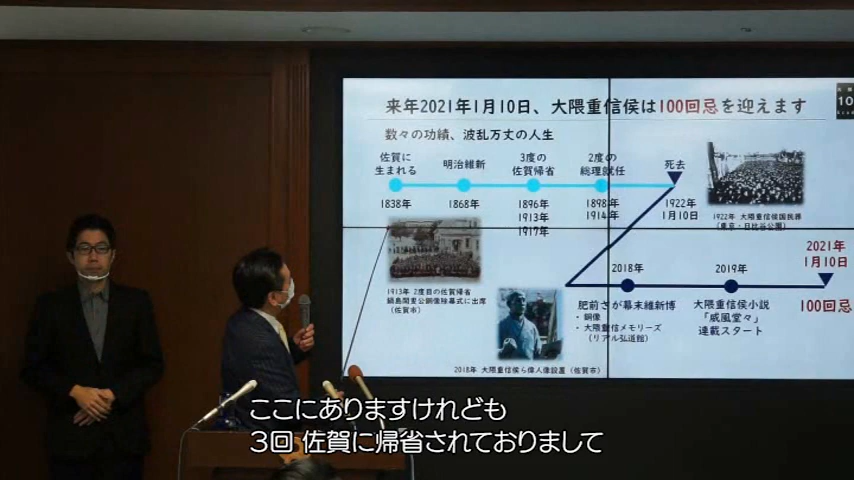 来年2021年1月10日、大隈重信侯は100回忌を迎えます
10
数々の功績、波乱万丈の人生
佐賀に
生まれる
明治維新
3度の
佐賀帰省
2度の
総理就任
死去
1838年
1868年
1896年
1913年
1917年
1898年
1914年
1922年
1月10日
1922年 大隈重信侯国民葬
(東京・日比谷公園)
2021年
1月10日
1913年 2度目の佐賀帰省
鍋島閑叟公銅像除幕式に出席
(佐賀市)
2018年
2019年
100回忌
肥前さが幕末維新博
・銅像
・大隈重信メモリーズ
(リアル弘道館)
大隈重信侯小説
「威風堂々」
連載スタート
2018年 大隈重信侯ら偉人像設置(佐賀市)
ここにありますけれども
3回 佐賀に帰省されておりまして